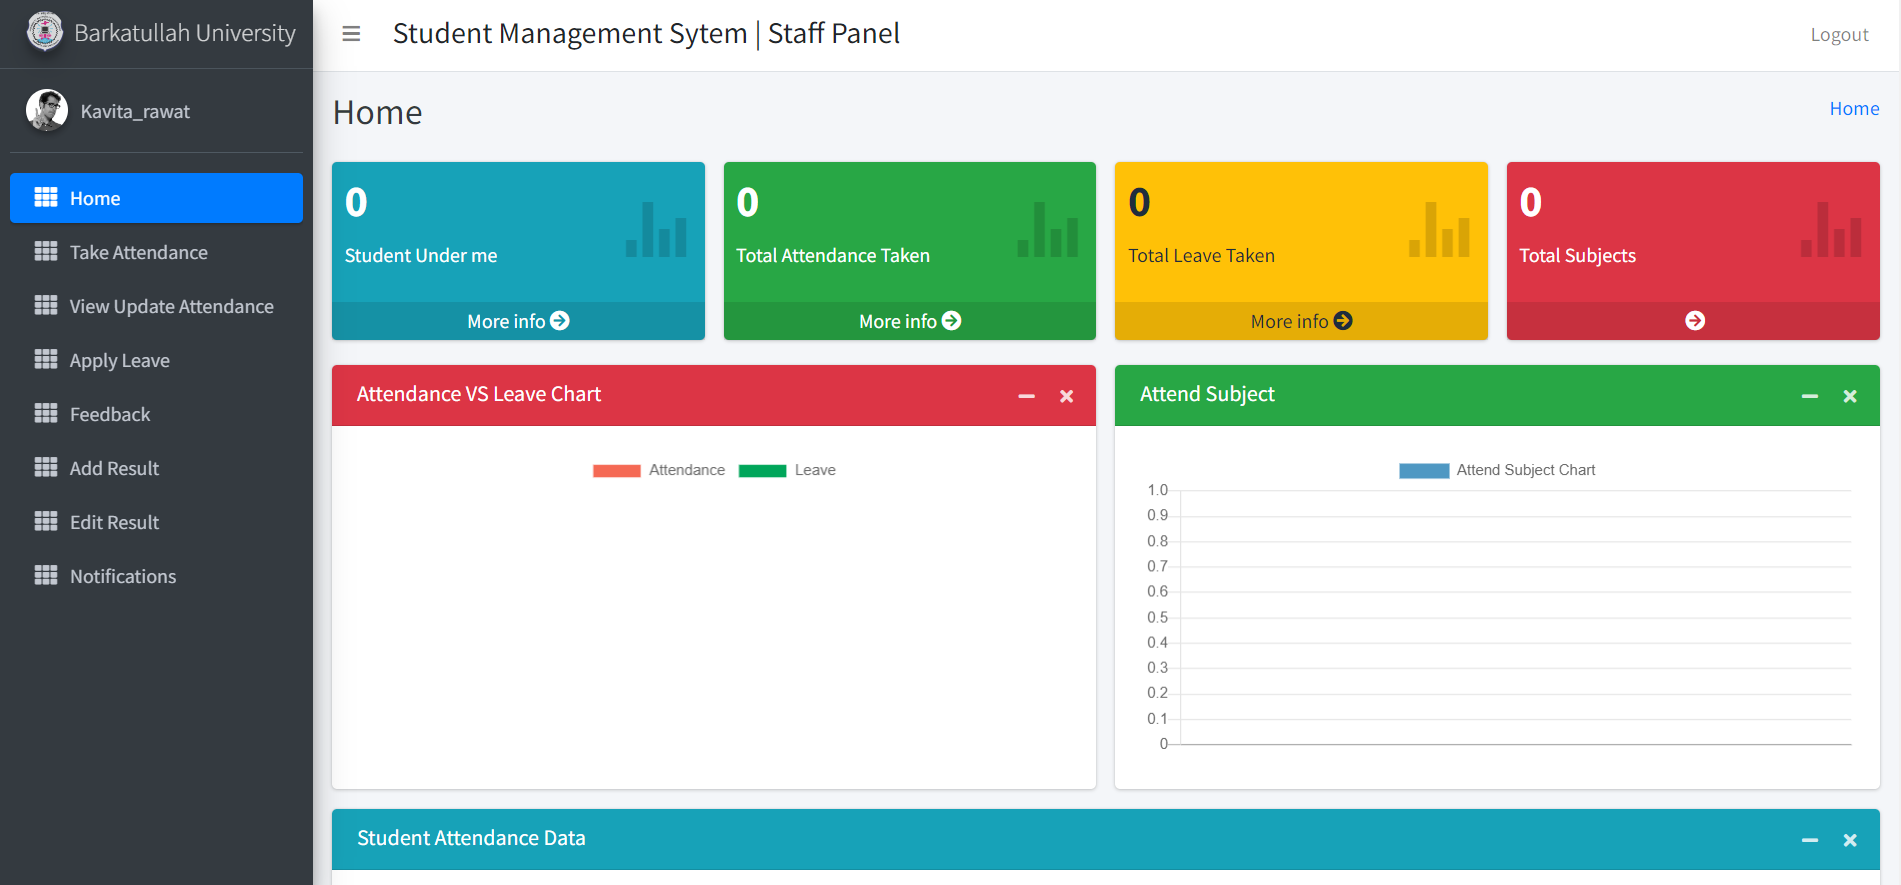 Barkatullah University
Kavita_rawat
Home
Take Attendance
View Update Attendance
Apply Leave
Feedback
Add Result
Edit Result
Notifications
Student Management Sytem | Staff Panel
Logout
Home
Home
0
Student Under me
More info
0
Total Attendance Taken
More info
0
Total Leave Taken
More info
0
Total Subjects
Attendance VS Leave Chart
Attendance
Leave
Attend Subject
Attend Subject Chart
1.0
0.9
0.8
0.7
0.6
0.5
0.4
0.3
0.2
0.1
0
Student Attendance Data